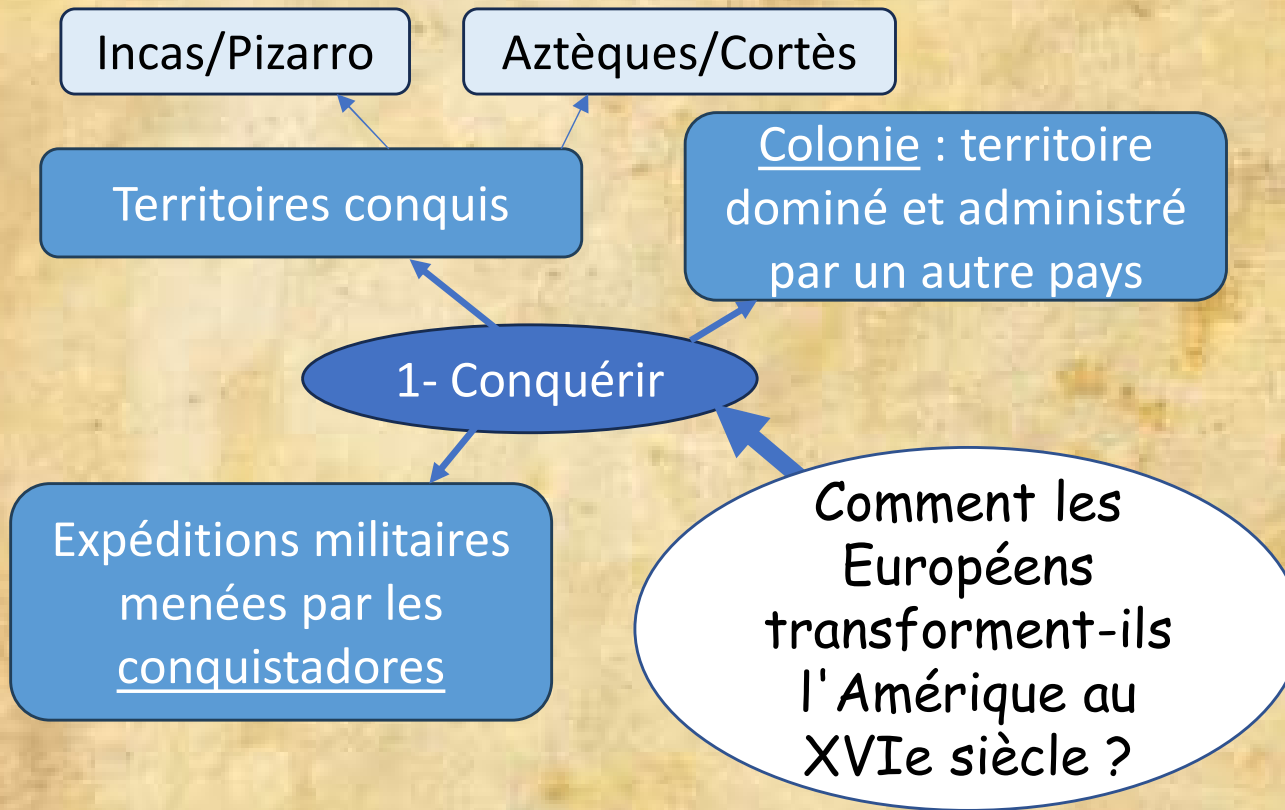 Incas/Pizarro
Aztèques/Cortès
Territoires conquis
Colonie : territoire
dominé et administré
par un autre pays
1- Conquérir
Expéditions militaires
menées par les
conquistadores
Comment les
Européens
transforment-ils
l'Amérique au
XVIe siècle ?